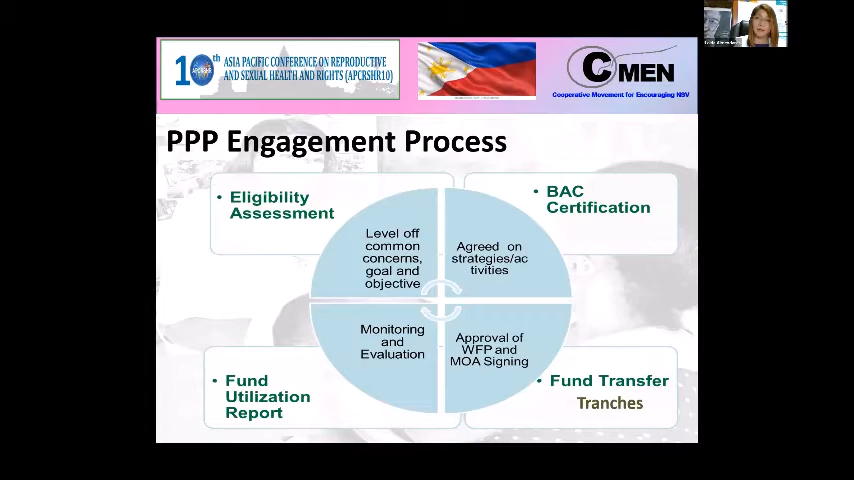 10th
ASIA PACIFIC CONFERENCE ON REPRODUCTIVE
AND SEXUAL HEALTH AND RIGHTS (APCRSHR10)
CMEN
Cooperative Movement for Encouraging NSV
PPP Engagement Process
• Eligibility
Assessment
• BAC
Certification
Level off
common
concerns,
goal and
objective
Agreed on
strategies/ac
tivities
Monitoring
and
Evaluation
Approval of
WFP and
MOA Signing
• Fund
Utilization
Report
• Fund Transfer
Tranches